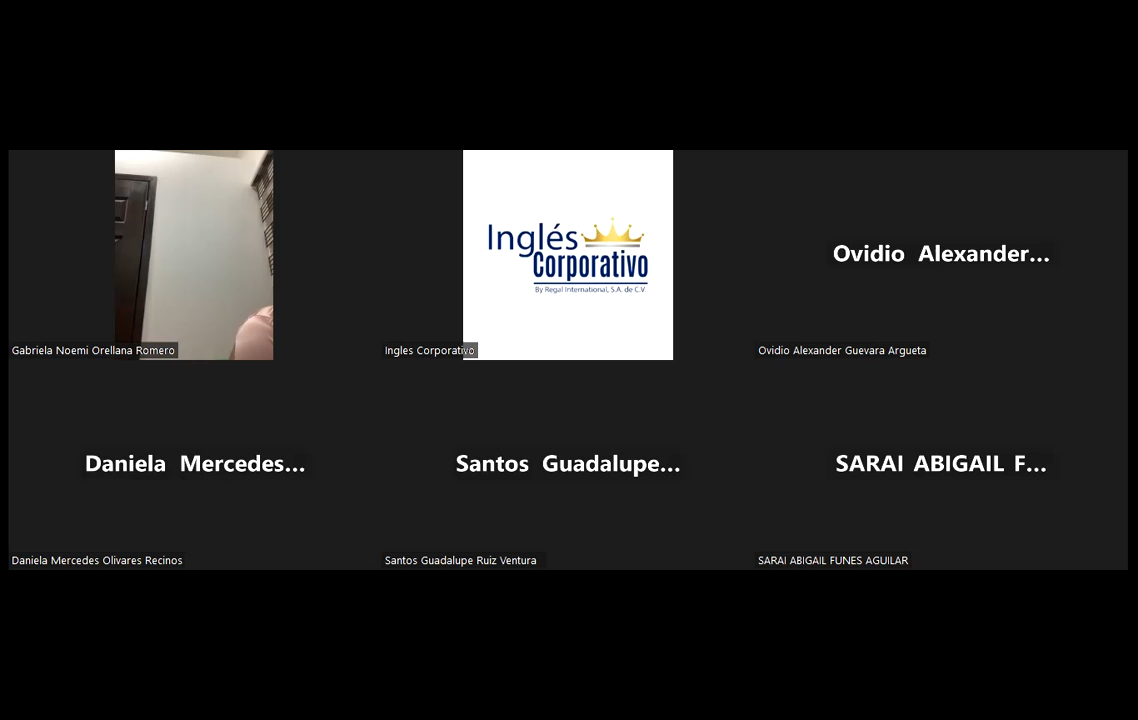 Inglés
Corporativo
By Regal International, S.A. de C.V.
Ovidio Alexander...
Gabriela Noemi Orellana Romero
Ingles Corporativo
Ovidio Alexander Guevara Argueta
Daniela Mercedes...
Santos Guadalupe...
SARAI ABIGAIL F...
Daniela Mercedes Olivares Recinos
Santos Guadalupe Ruiz Ventura
SARAI ABIGAIL FUNES AGUILAR